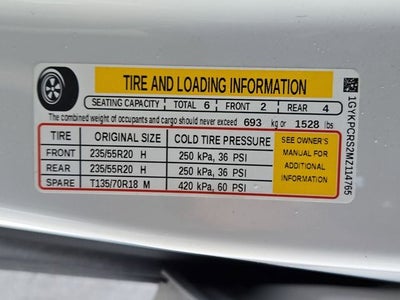 TIRE AND LOADING INFORMATION
SEATING CAPACITY TOTAL 6 FRONT 2 REAR 4
The combined weight of occupants and cargo should never exceed 693 kg or 1528 lbs
TIRE ORIGINAL SIZE COLD TIRE PRESSURE
FRONT 235/55R20 H 250 kPa, 36 PSI
REAR 235/55R20 H 250 kPa, 36 PSI
SPARE T135/70R18 M 420 kPa, 60 PSI
SEE OWNER'S
MANUAL FOR
ADDITIONAL
INFORMATION
1GYKPCRS2MZ114765